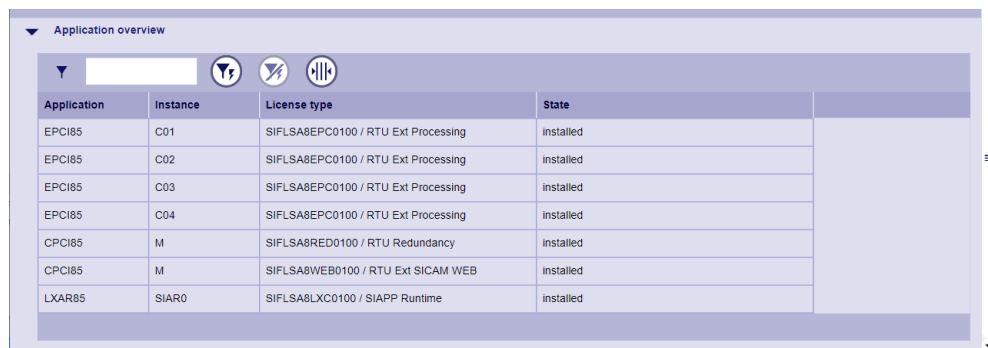 Application overview
Application Instance License type State
EPCI85 C01 SIFLSA8EPC0100 / RTU Ext Processing installed
EPCI85 C02 SIFLSA8EPC0100 / RTU Ext Processing installed
EPCI85 C03 SIFLSA8EPC0100 / RTU Ext Processing installed
EPCI85 C04 SIFLSA8EPC0100 / RTU Ext Processing installed
CPCI85 M SIFLSA8RED0100 / RTU Redundancy installed
CPCI85 M SIFLSA8WEB0100 / RTU Ext SICAM WEB installed
LXAR85 SIAR0 SIFLSA8LXC0100 / SIAPP Runtime installed